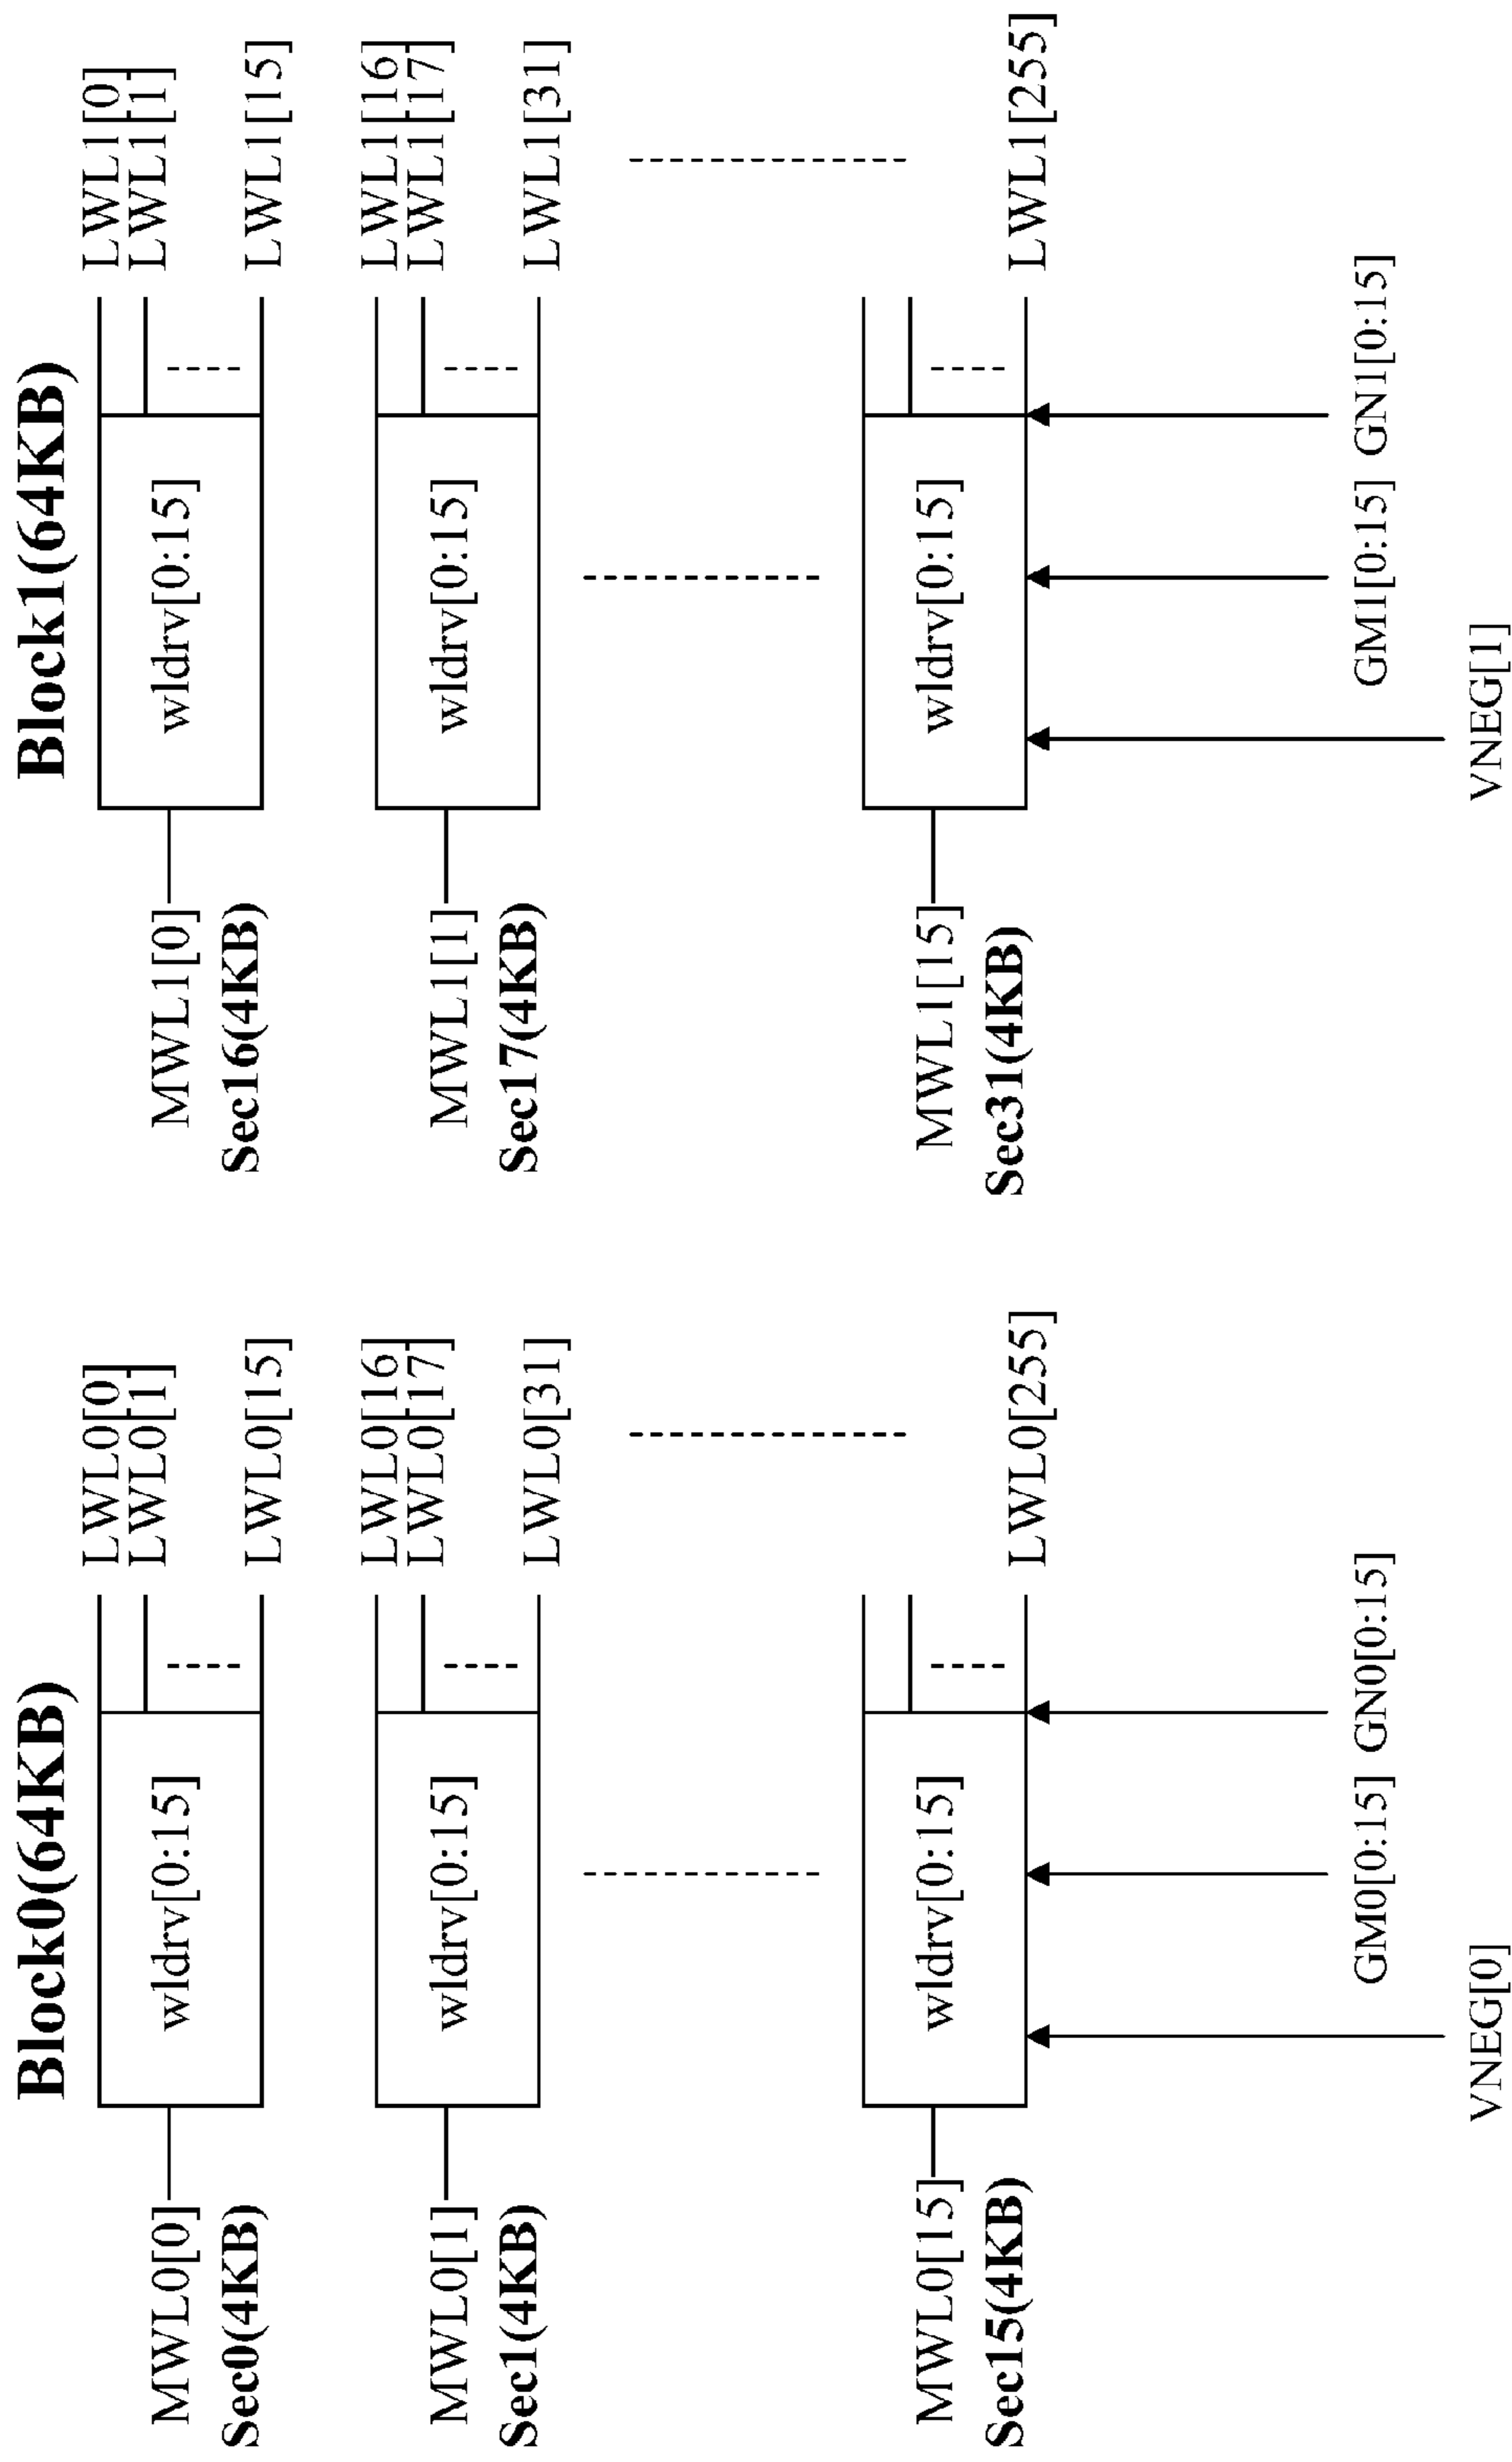 Block0(64KB)
LWL0[0]
LWL0[1]
wldrv[0:15]
MWL0[0]
Sec0(4KB)
LWL0[15]
LWL0[16]
LWL0[17]
wldrv[0:15]
MWL0[1]
Sec1(4KB)
LWL0[31]
wldrv[0:15]
MWL0[15]
Sec15(4KB)
LWL0[255]
GM0[0:15] GN0[0:15]
VNEG[0]
Block1(64KB)
LWL1[0]
LWL1[1]
wldrv[0:15]
MWL1[0]
Sec16(4KB)
LWL1[15]
LWL1[16]
LWL1[17]
wldrv[0:15]
MWL1[1]
Sec17(4KB)
LWL1[31]
wldrv[0:15]
MWL1[15]
Sec31(4KB)
LWL1[255]
GM1[0:15] GN1[0:15]
VNEG[1]